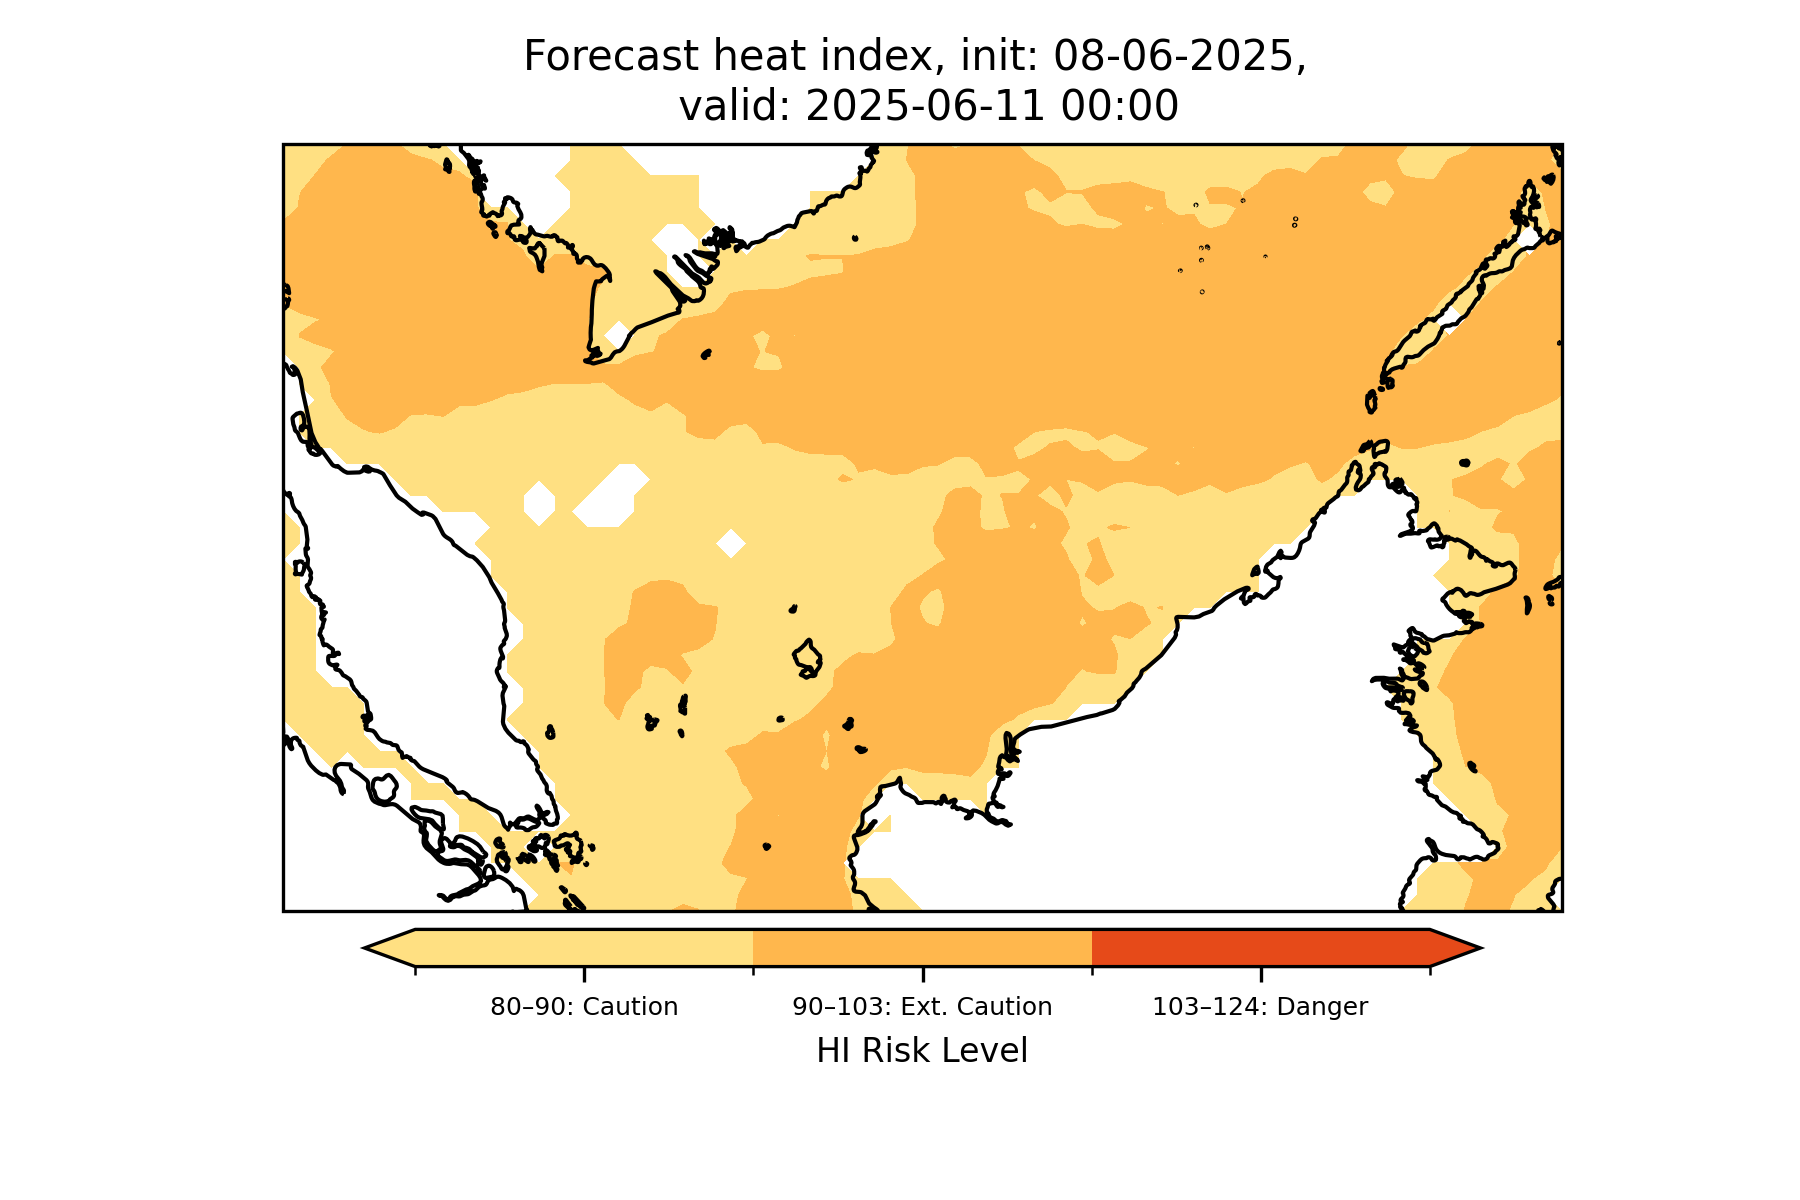 Forecast heat index, init: 08-06-2025,
valid: 2025-06-11 00:00
80–90: Caution
90–103: Ext. Caution
103–124: Danger
HI Risk Level